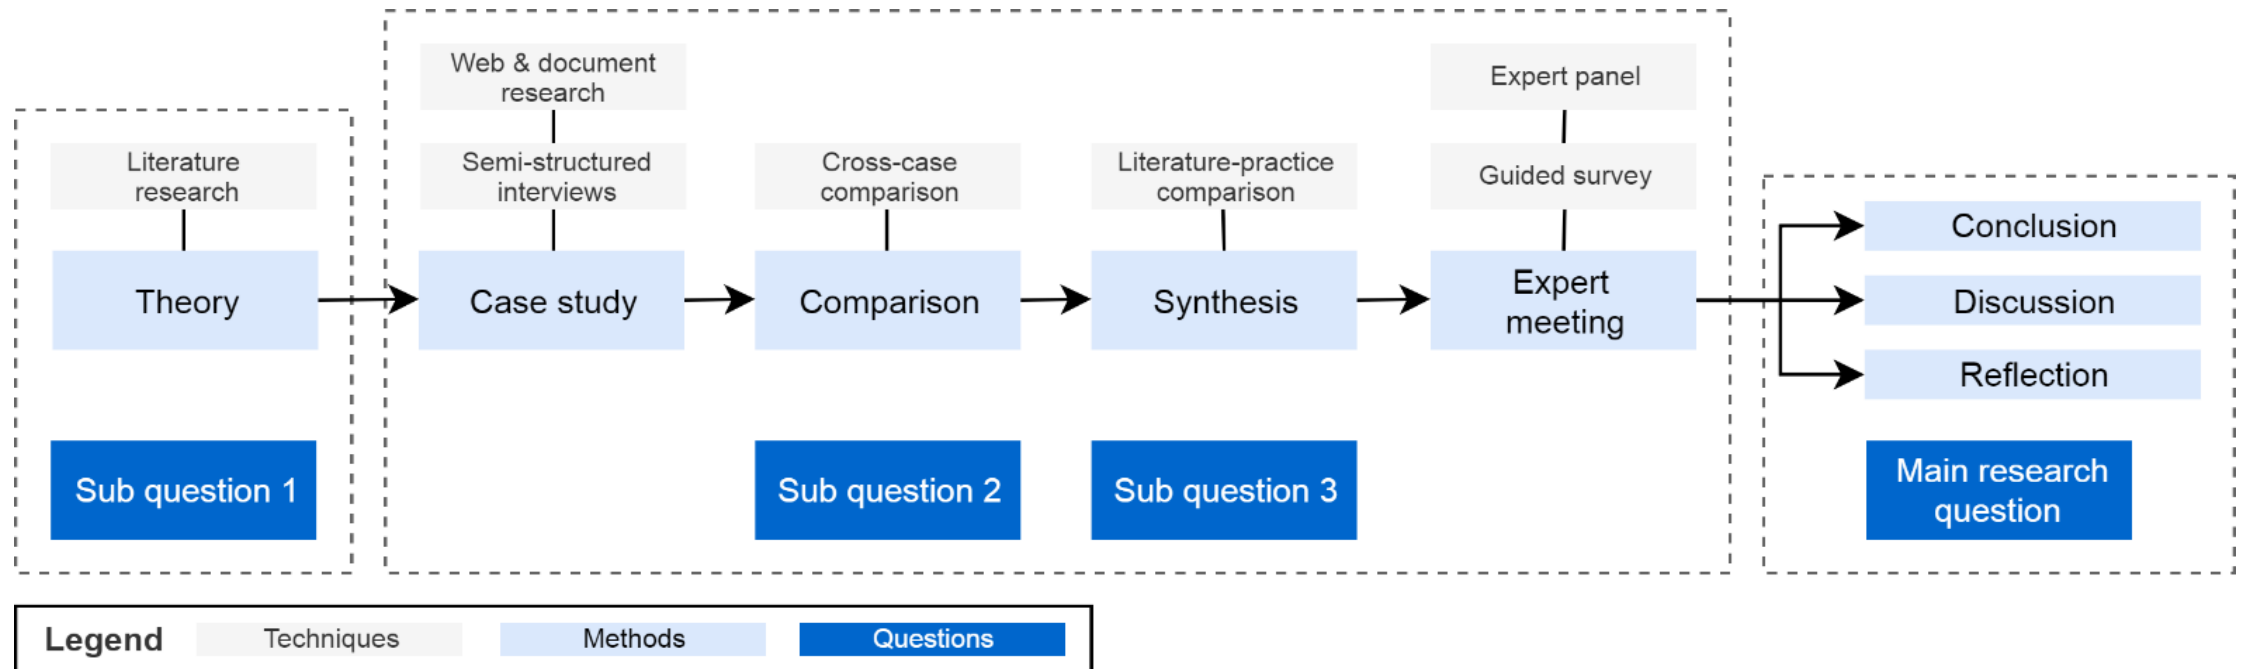 Web & document
research
Expert panel
Literature
research
Semi-structured
interviews
Cross-case
comparison
Literature-practice
comparison
Guided survey
Theory
Case study
Comparison
Synthesis
Expert
meeting
Conclusion
Discussion
Reflection
Sub question 1
Sub question 2
Sub question 3
Main research
question
Legend
Techniques
Methods
Questions